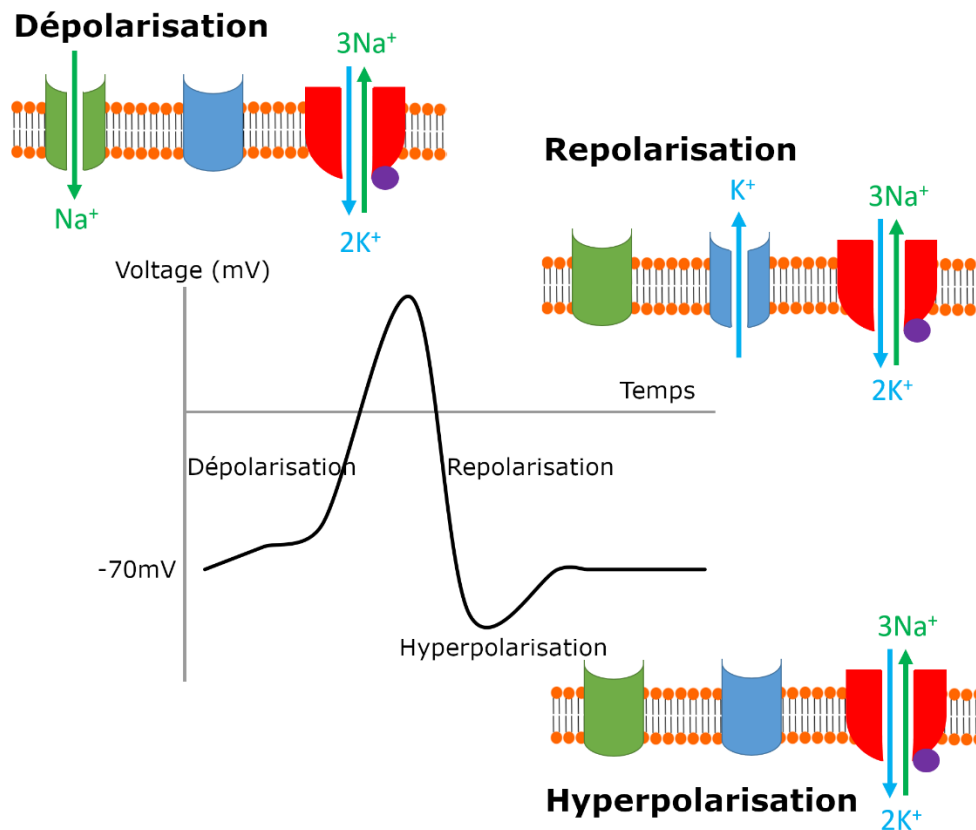 Dépolarisation
3Na⁺
Na⁺
2K⁺
Repolarisation
K⁺
3Na⁺
2K⁺
Voltage (mV)
Temps
Dépolarisation
Repolarisation
-70mV
Hyperpolarisation
3Na⁺
Hyperpolarisation
2K⁺